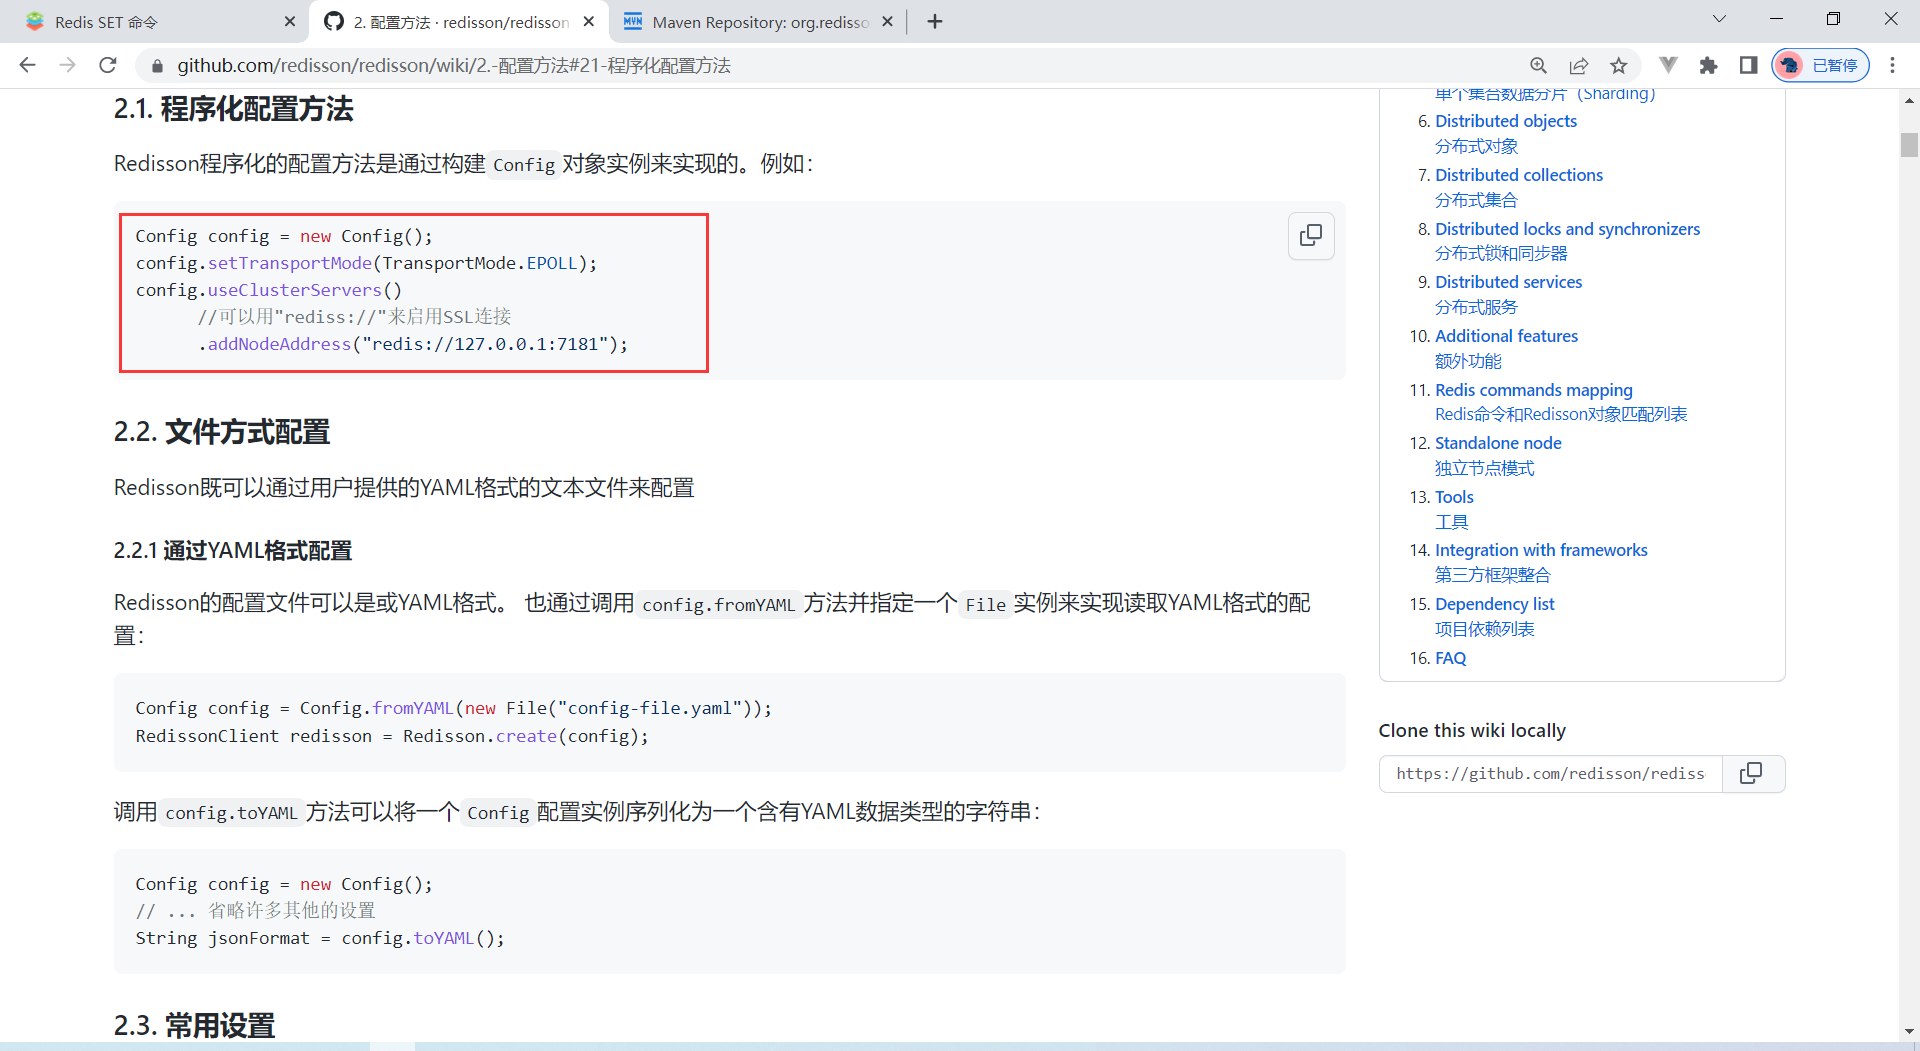 Redis SET 命令
2. 配置方法 · redisson/redisson
Maven Repository: org.redisso
github.com/redisson/redisson/wiki/2.-配置方法#21-程序化配置方法
已暂停
2.1. 程序化配置方法
Redisson程序化的配置方法是通过构建 Config 对象实例来实现的。例如：
Config config = new Config();
config.setTransportMode(TransportMode.EPOLL);
config.useClusterServers()
//可以用"rediss://"来启用SSL连接
.addNodeAddress("redis://127.0.0.1:7181");
2.2. 文件方式配置
Redisson既可以通过用户提供的YAML格式的文本文件来配置
2.2.1 通过YAML格式配置
Redisson的配置文件可以是或YAML格式。 也通过调用 config.fromYAML 方法并指定一个 File 实例来实现读取YAML格式的配
置：
Config config = Config.fromYAML(new File("config-file.yaml"));
RedissonClient redisson = Redisson.create(config);
调用 config.toYAML 方法可以将一个 Config 配置实例序列化为一个含有YAML数据类型的字符串：
Config config = new Config();
// ... 省略许多其他的设置
String jsonFormat = config.toYAML();
2.3. 常用设置
单个集合数据分片（Sharding）
6. Distributed objects
分布式对象
7. Distributed collections
分布式集合
8. Distributed locks and synchronizers
分布式锁和同步器
9. Distributed services
分布式服务
10. Additional features
额外功能
11. Redis commands mapping
Redis命令和Redisson对象匹配列表
12. Standalone node
独立节点模式
13. Tools
工具
14. Integration with frameworks
第三方框架整合
15. Dependency list
项目依赖列表
16. FAQ
Clone this wiki locally
https://github.com/redisson/rediss